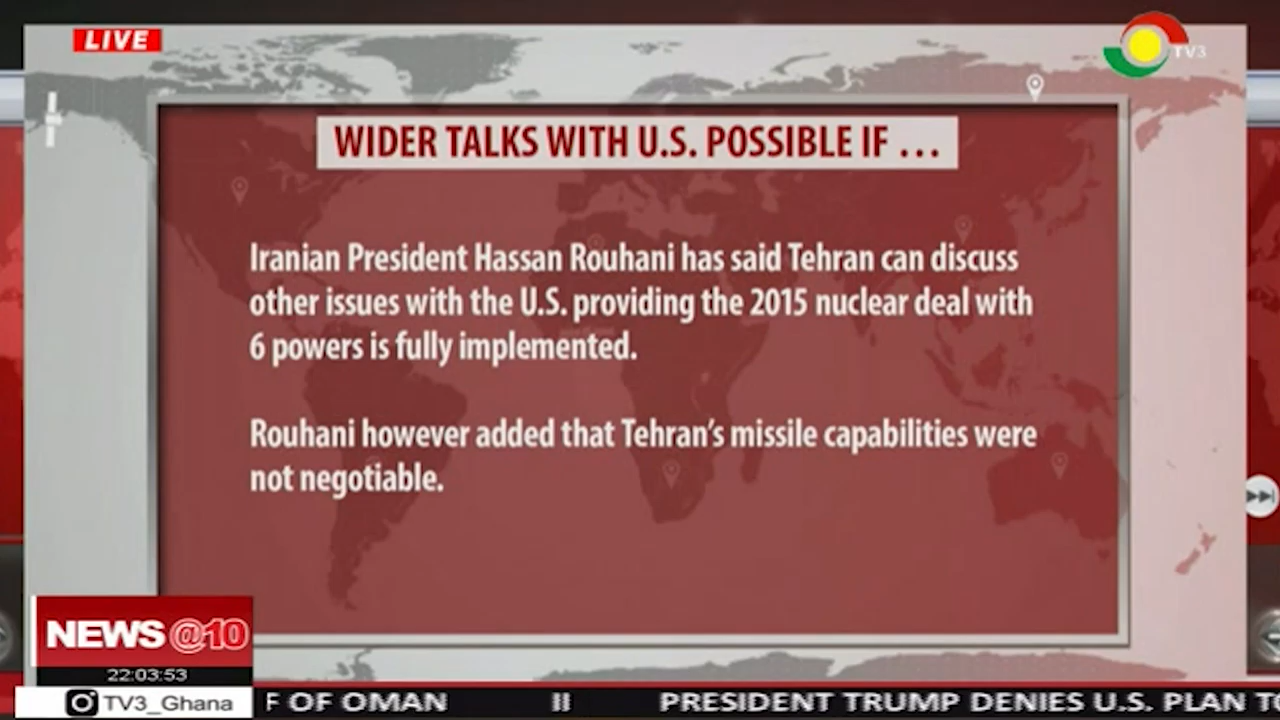 LIVE
TV3
WIDER TALKS WITH U.S. POSSIBLE IF ...
Iranian President Hassan Rouhani has said Tehran can discuss
other issues with the U.S. providing the 2015 nuclear deal with
6 powers is fully implemented.
Rouhani however added that Tehran's missile capabilities were
not negotiable.
NEWS @10
22:03:53
TV3_Ghana
F OF OMAN II PRESIDENT TRUMP DENIES U.S. PLAN TO